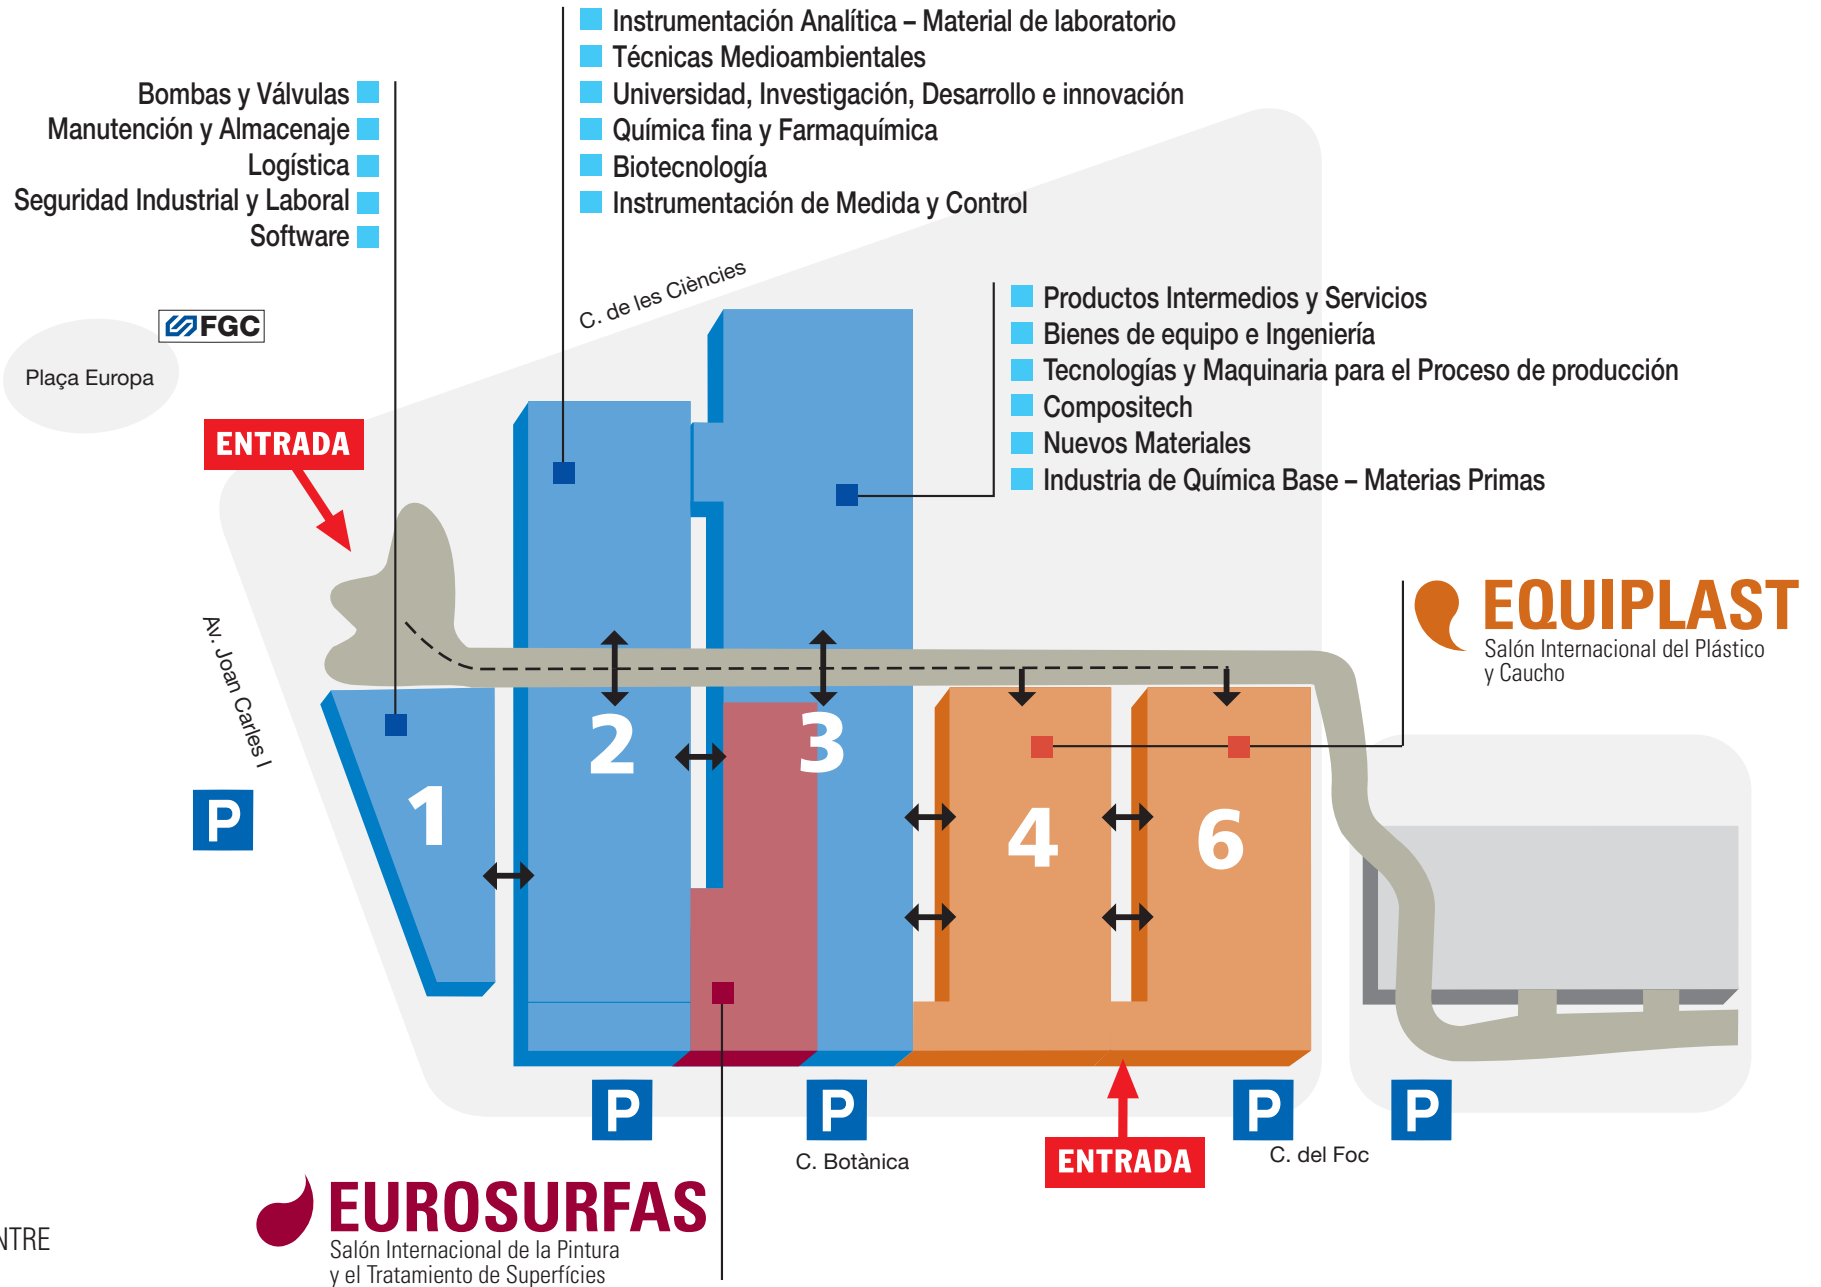 Instrumentación Analítica – Material de laboratorio
Técnicas Medioambientales
Universidad, Investigación, Desarrollo e innovación
Química fina y Farmaquímica
Biotecnología
Instrumentación de Medida y Control
Bombas y Válvulas
Manutención y Almacenaje
Logística
Seguridad Industrial y Laboral
Software
C. de les Ciències
Productos Intermedios y Servicios
Bienes de equipo e Ingeniería
Tecnologías y Maquinaria para el Proceso de producción
Compositech
Nuevos Materiales
Industria de Química Base – Materias Primas
FGC
Plaça Europa
ENTRADA
EQUIPLAST
Salón Internacional del Plástico
y Caucho
Av. Joan Carles I
1
2
3
4
6
P
P
P
P
P
C. Botànica
ENTRADA
C. del Foc
EUROSURFAS
Salón Internacional de la Pintura
y el Tratamiento de Superfícies
NTRE